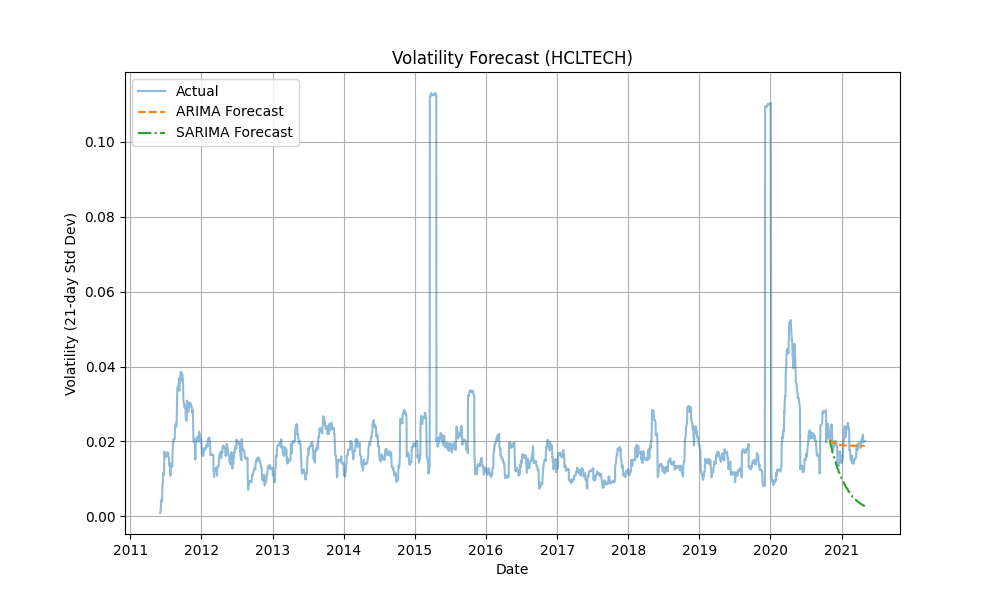 Volatility Forecast (HCLTECH)
Actual
ARIMA Forecast
SARIMA Forecast
Volatility (21-day Std Dev)
0.10
0.08
0.06
0.04
0.02
0.00
2011 2012 2013 2014 2015 2016 2017 2018 2019 2020 2021
Date